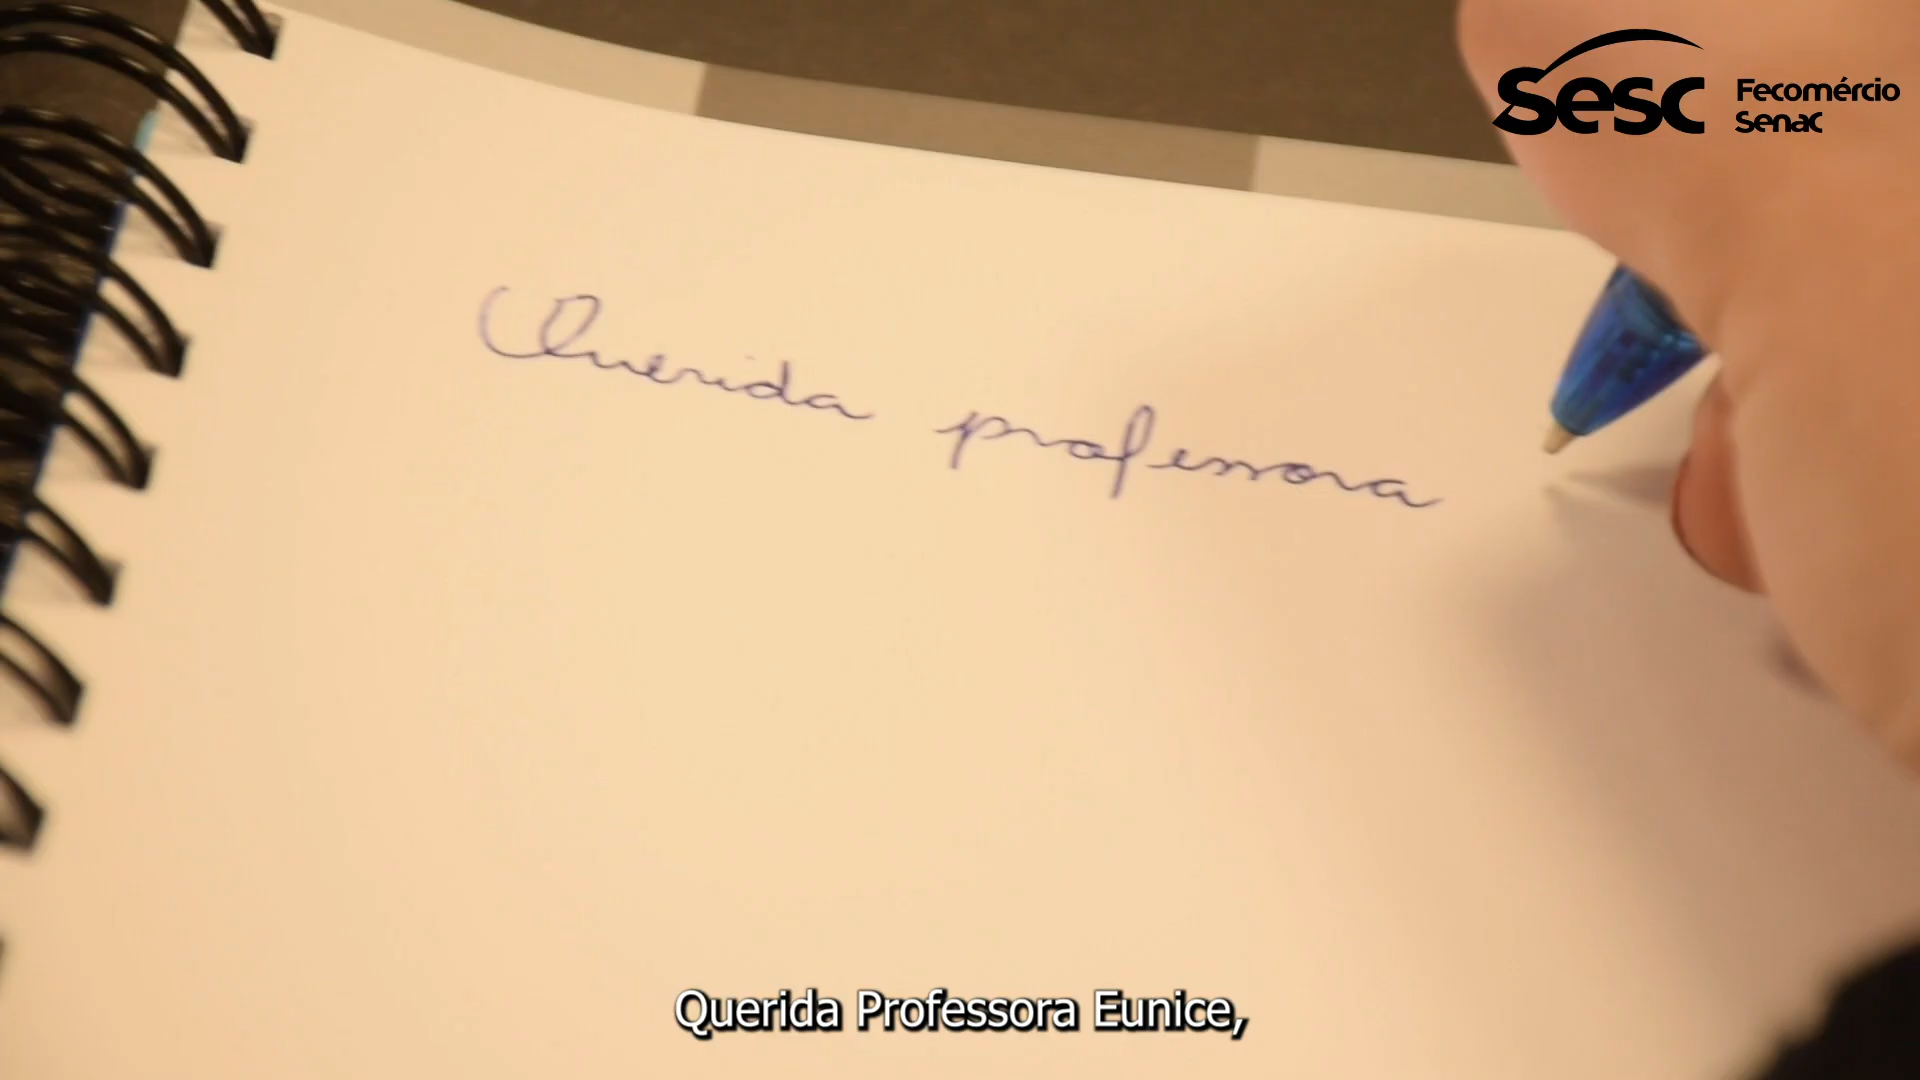 Sesc
Fecomércio
Senac
Querida professora
Querida Professora Eunice,